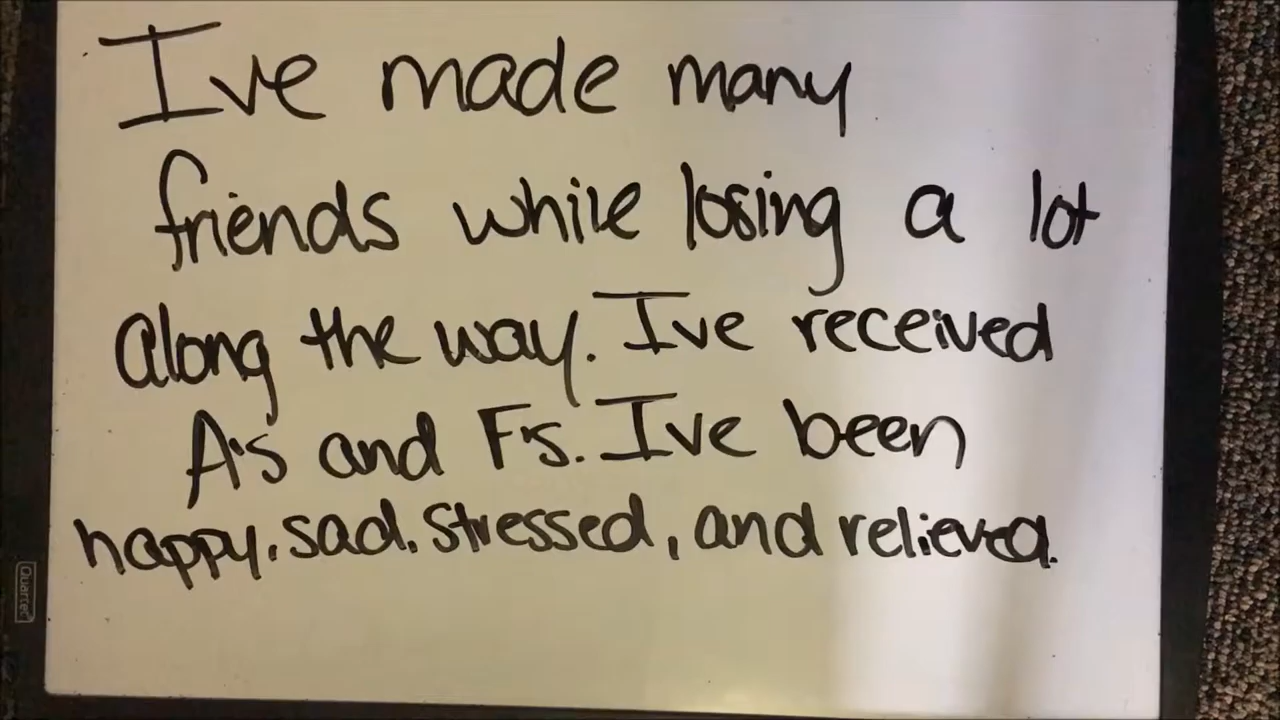 Ive made many
friends while losing a lot
along the way. Ive received
A's and F's. Ive been
happy, sad, stressed, and relieved.
Quartet